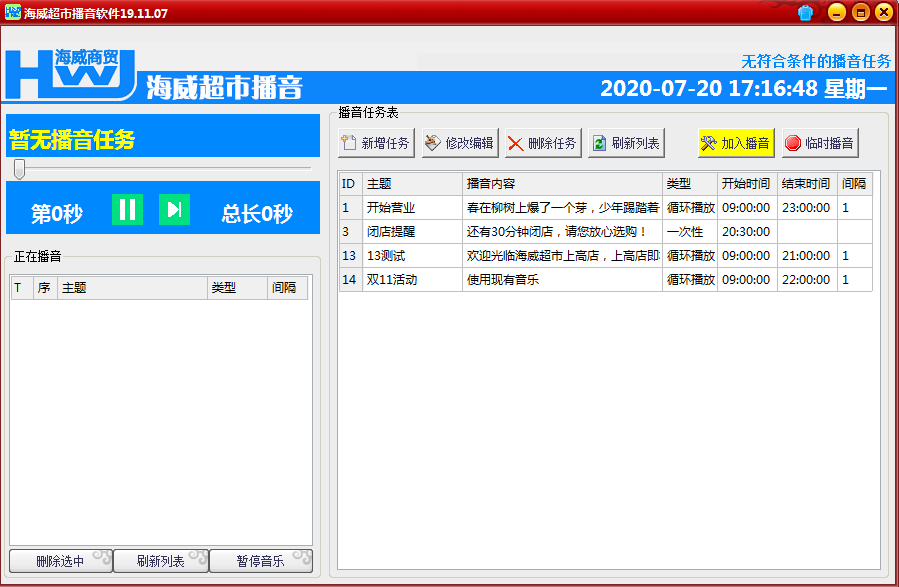 海威超市播音软件19.11.07
海威商贸
HW
海威超市播音
无符合条件的播音任务
2020-07-20 17:16:48 星期一
暂无播音任务
第0秒 总长0秒
正在播音
T 序 主题 类型 间隔
删除选中 刷新列表 暂停音乐
播音任务表
新增任务 修改编辑 删除任务 刷新列表 加入播音 临时播音
ID 主题 播音内容 类型 开始时间 结束时间 间隔
1 开始营业 春在柳树上爆了一个芽，少年踢踏着 循环播放 09:00:00 23:00:00 1
3 闭店提醒 还有30分钟闭店，请您放心选购！ 一次性 20:30:00
13 13测试 欢迎光临海威超市上高店，上高店即 循环播放 09:00:00 21:00:00 1
14 双11活动 使用现有音乐 循环播放 09:00:00 22:00:00 1